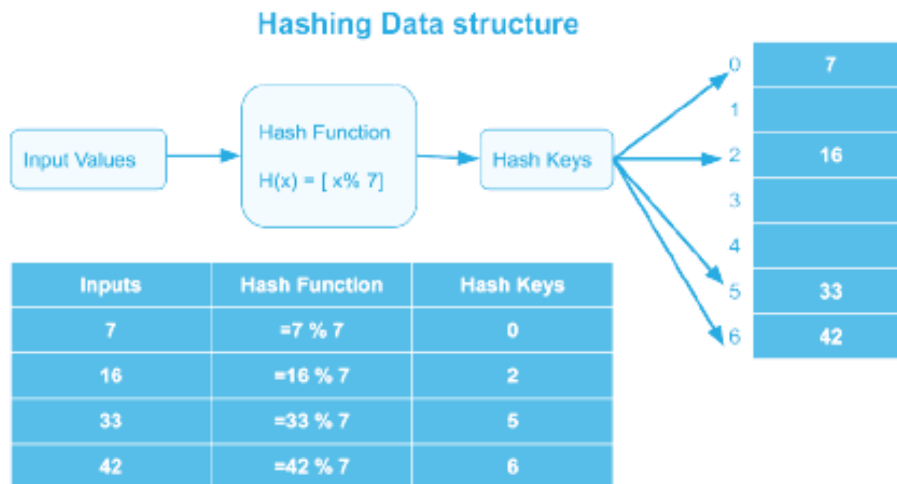 Hashing Data structure
Input Values
Hash Function
H(x) = [ x% 7]
Hash Keys
0 7
1
2 16
3
4
5 33
6 42
Inputs Hash Function Hash Keys
7 =7 % 7 0
16 =16 % 7 2
33 =33 % 7 5
42 =42 % 7 6